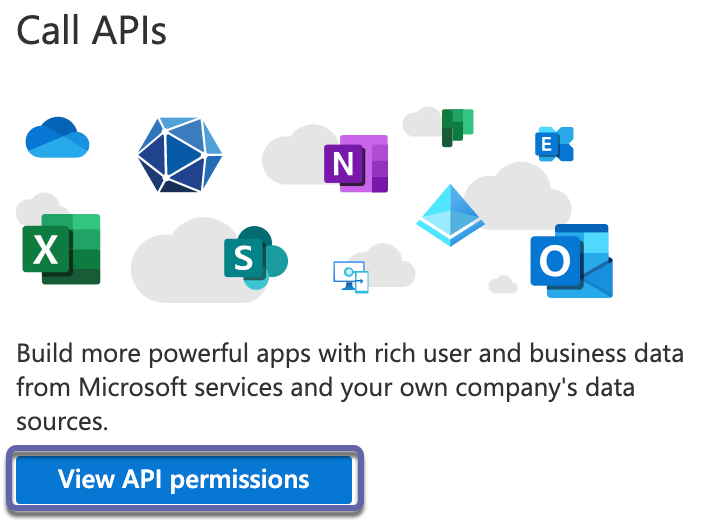 Call APIs
N
E
X
S
O
Build more powerful apps with rich user and business data
from Microsoft services and your own company's data
sources.
View API permissions